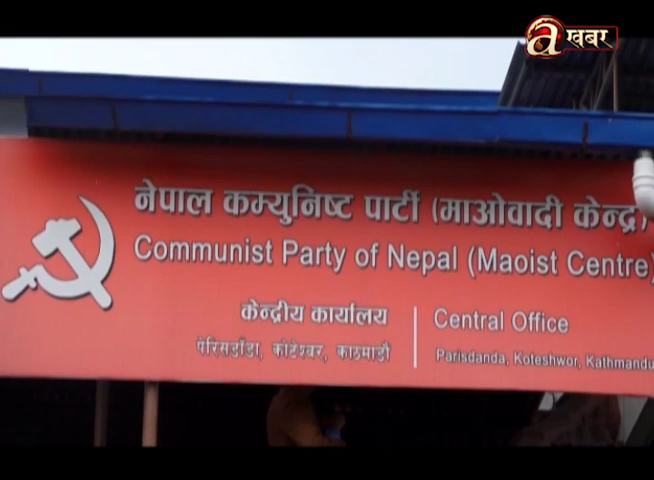 a खबर
नेपाल कम्युनिष्ट पार्टी (माओवादी केन्द्र)
Communist Party of Nepal (Maoist Centre)
केन्द्रीय कार्यालय
पेरिसडाँडा, कोटेश्वर, काठमाडौं
Central Office
Parisdanda, Koteshwor, Kathmandu